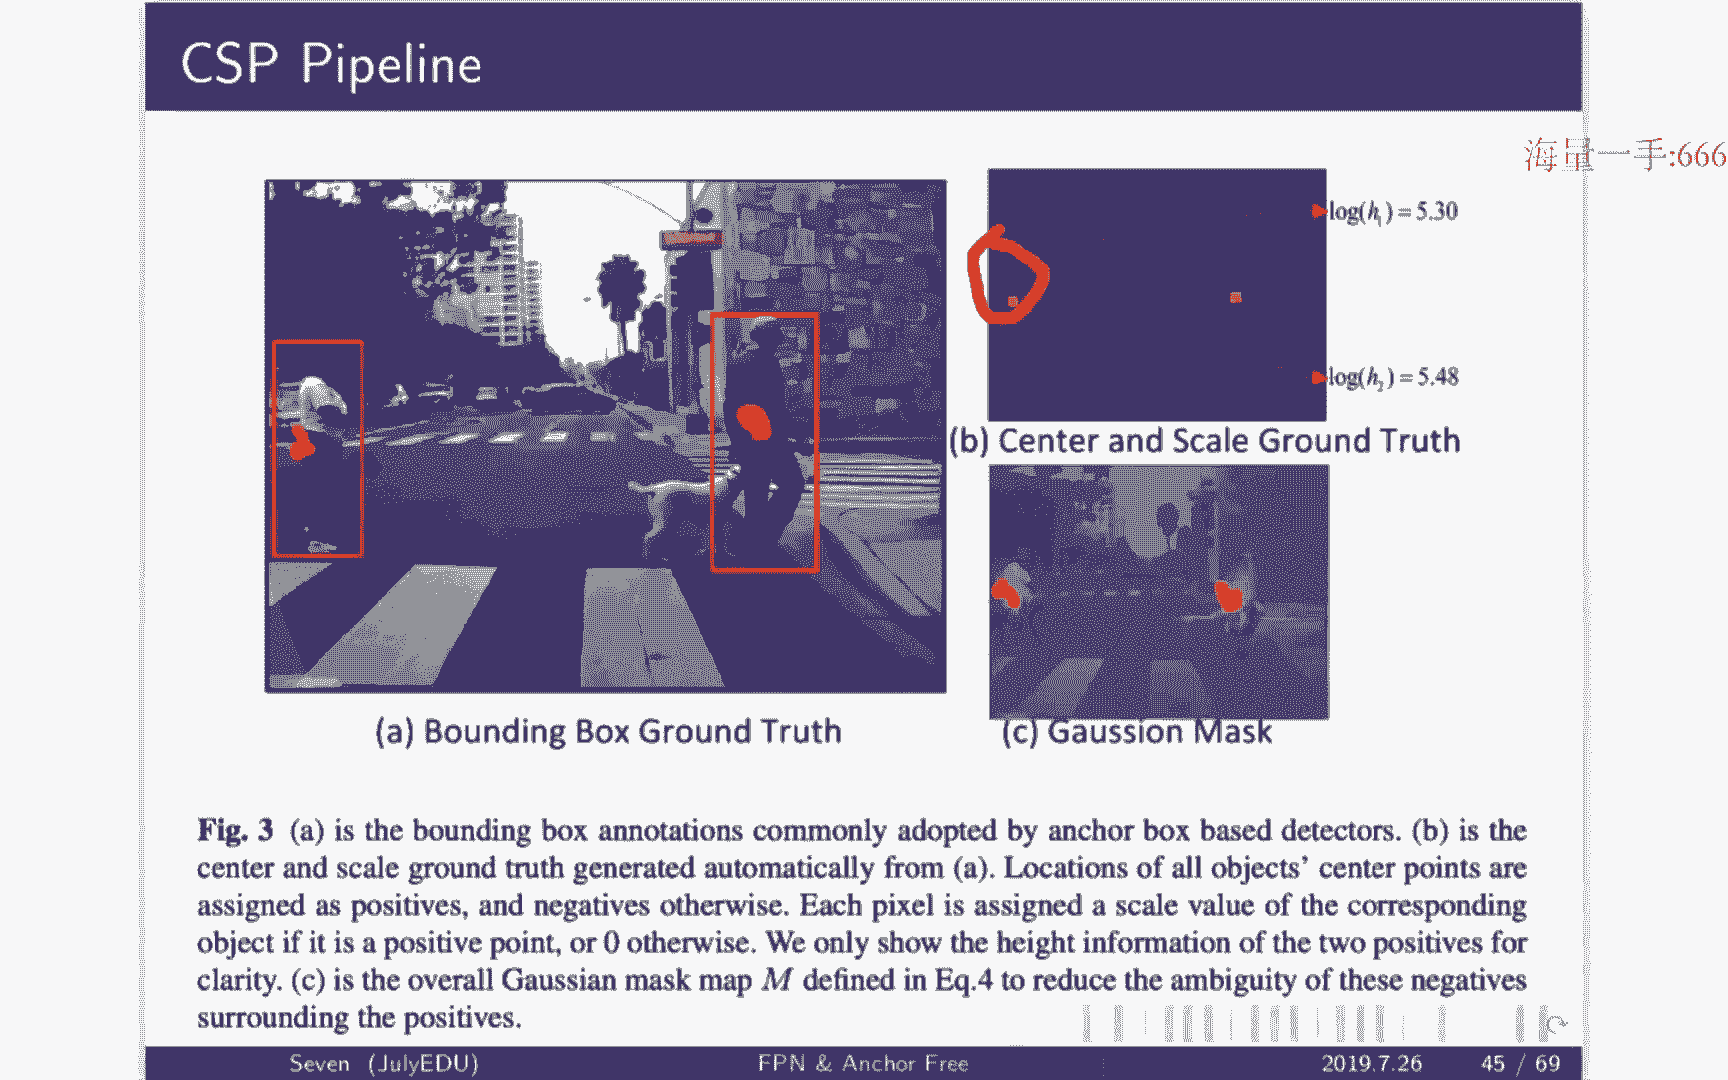 CSP Pipeline
海量一手:666
log(h₁) = 5.30
log(h₂) = 5.48
(b) Center and Scale Ground Truth
(a) Bounding Box Ground Truth
(c) Gaussion Mask
Fig. 3 (a) is the bounding box annotations commonly adopted by anchor box based detectors. (b) is the
center and scale ground truth generated automatically from (a). Locations of all objects' center points are
assigned as positives, and negatives otherwise. Each pixel is assigned a scale value of the corresponding
object if it is a positive point, or 0 otherwise. We only show the height information of the two positives for
clarity. (c) is the overall Gaussian mask map M defined in Eq.4 to reduce the ambiguity of these negatives
surrounding the positives.
Seven (JulyEDU) FPN & Anchor Free 2019.7.26 45 / 69